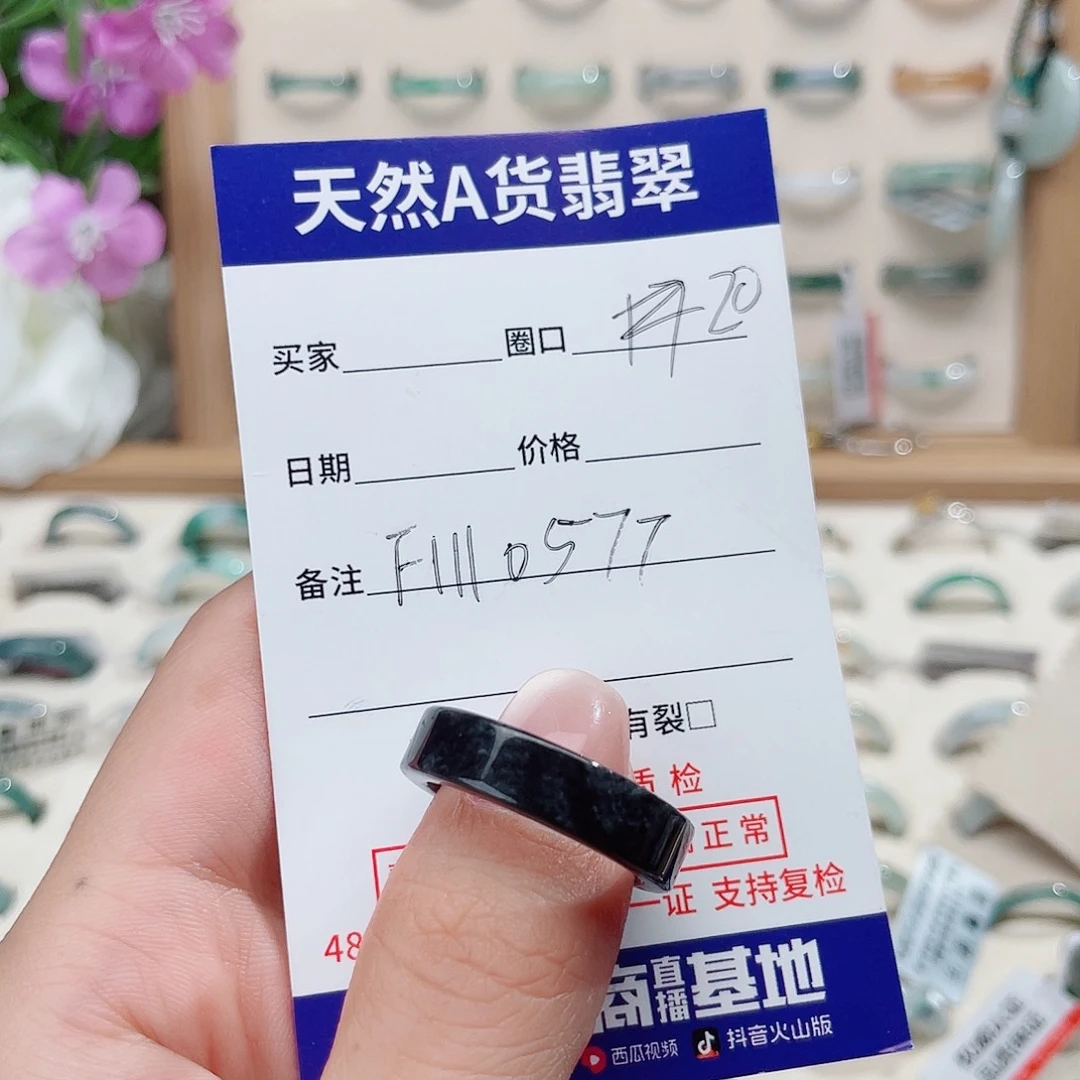 天然A货翡翠
买家 圈口 20
日期 价格
备注 F1110577
有裂□
质检
正常
一证 支持复检
48
商直播基地
西瓜视频 抖音火山版